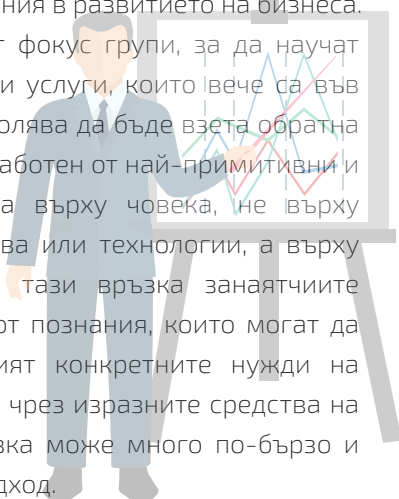 ния в развитието на бизнеса.
т фокус групи, за да научат
и услуги, които вече са във
олява да бъде взета обратна
аботен от най-примитивни и
а върху човека, не върху
ва или технологии, а върху
тази връзка занаятчиите
от познания, които могат да
ият конкретните нужди на
чрез изразните средства на
вка може много по-бързо и
дход.